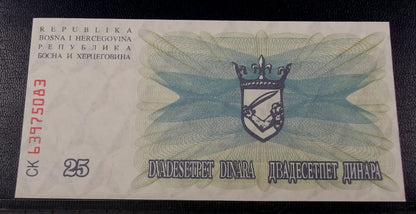 REPUBLIKA
BOSNA I HERCEGOVINA
РЕПУБЛИКА
БОСНА И ХЕРЦЕГОВИНА
CK 63975083
25 DVADESETPET DINARA ДВАДЕСЕТПЕТ ДИНАРА